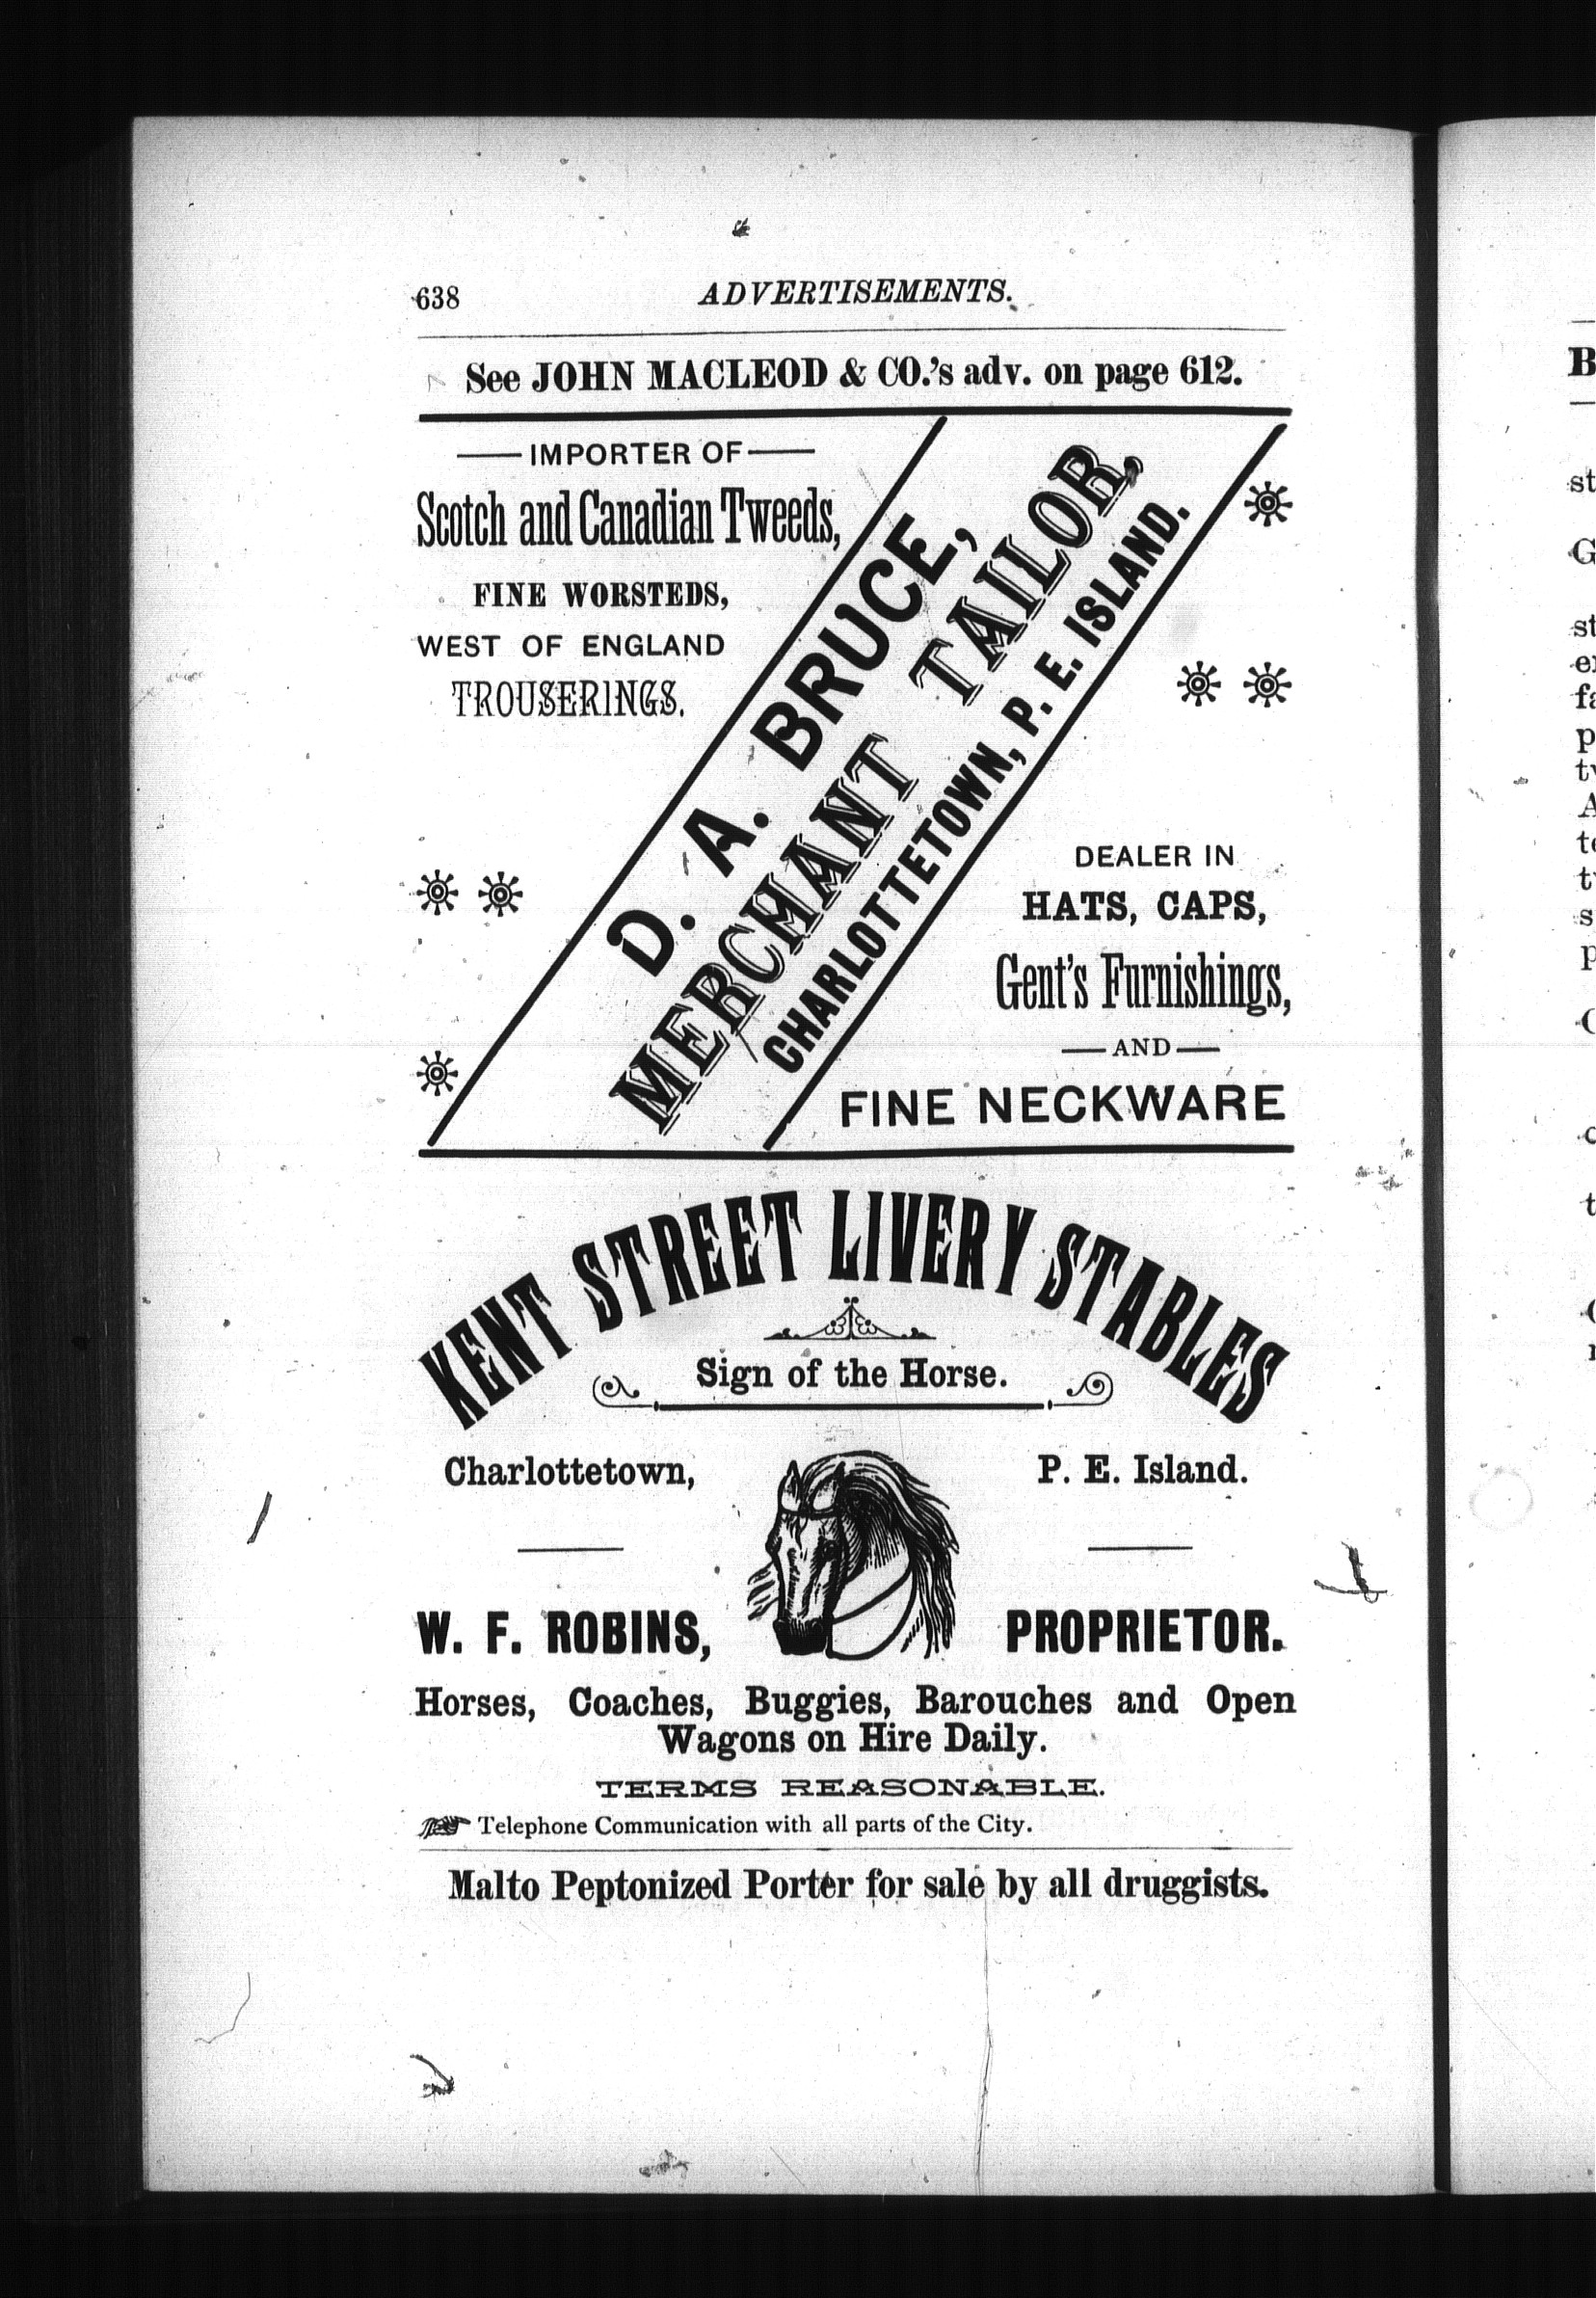 638
ADVERTISEMENTS.
See JOHN MACLEOD & CO.'s adv. on page 612.
IMPORTER OF
Scotch and Canadian Tweeds,
FINE WORSTEDS,
WEST OF ENGLAND
TROUSERINGS.
D. A. BRUCE,
MERCHANT TAILOR,
CHARLOTTETOWN, P. E. ISLAND.
DEALER IN
HATS, CAPS,
Gent's Furnishings,
AND
FINE NECKWARE
KENT STREET LIVERY STABLES
Sign of the Horse.
Charlottetown, P. E. Island.
W. F. ROBINS, PROPRIETOR.
Horses, Coaches, Buggies, Barouches and Open
Wagons on Hire Daily.
TERMS REASONABLE.
Telephone Communication with all parts of the City.
Malto Peptonized Porter for sale by all druggists.